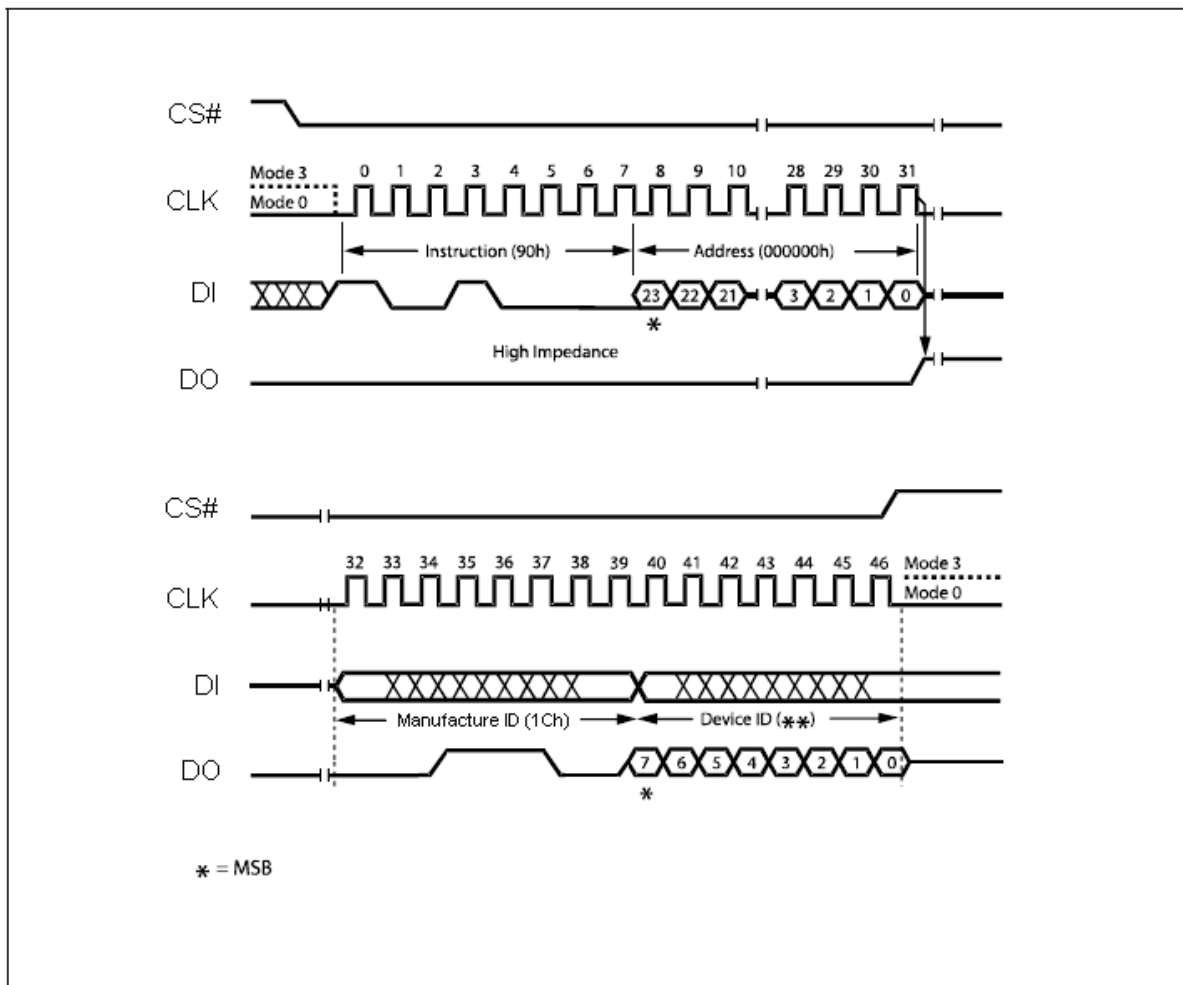 CS#
Mode 3 0 1 2 3 4 5 6 7 8 9 10 28 29 30 31
CLK Mode 0
Instruction (90h) Address (000000h)
DI 23 22 21 3 2 1 0
*
High Impedance
DO
CS#
32 33 34 35 36 37 38 39 40 41 42 43 44 45 46 Mode 3
CLK Mode 0
DI
Manufacture ID (1Ch) Device ID (**)
DO 7 6 5 4 3 2 1 0
*
* = MSB